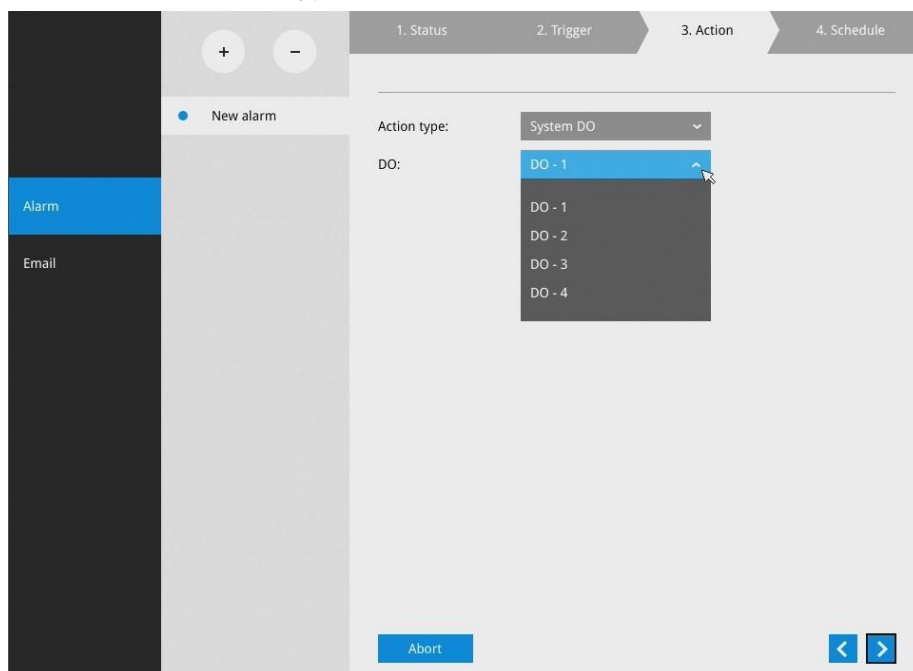 1. Status
2. Trigger
3. Action
4. Schedule
+
-
New alarm
Action type:
System DO
DO:
DO - 1
Alarm
DO - 1
DO - 2
Email
DO - 3
DO - 4
Abort